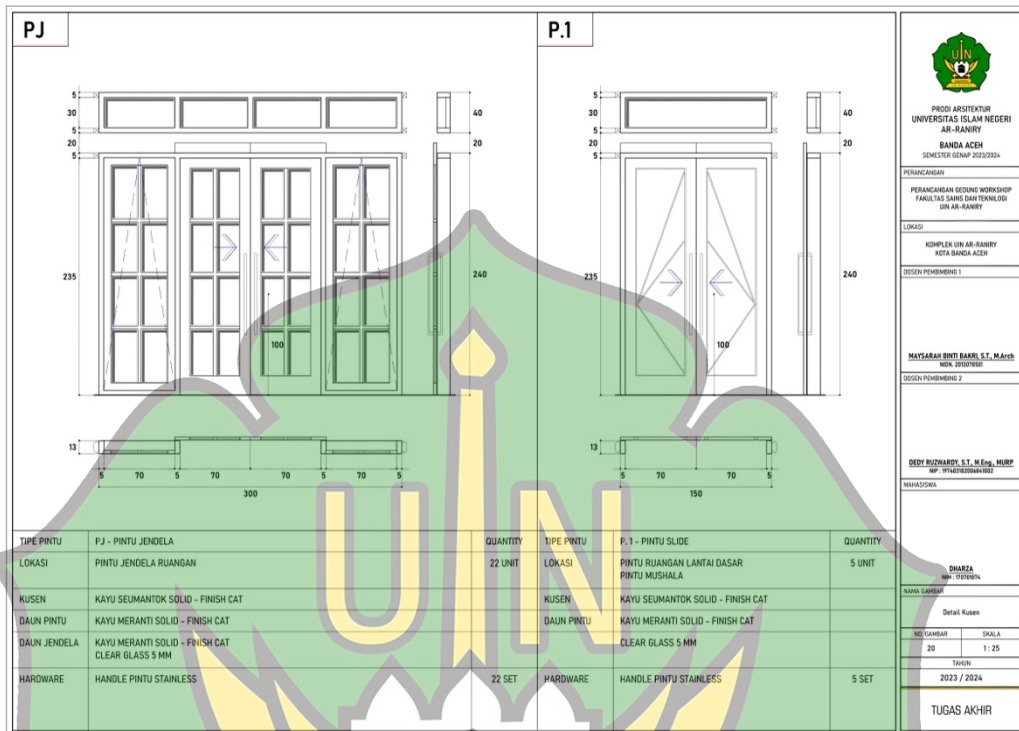 PJ
5
30
5
20
5
235
40
20
240
100
13
5 70 5 70 70 5 70 5
300
TIPE PINTU PJ - PINTU JENDELA QUANTITY
LOKASI PINTU JENDELA RUANGAN 22 UNIT
KUSEN KAYU SEUMANTOK SOLID - FINISH CAT
DAUN PINTU KAYU MERANTI SOLID - FINISH CAT
DAUN JENDELA KAYU MERANTI SOLID - FINISH CAT
CLEAR GLASS 5 MM
HARDWARE HANDLE PINTU STAINLESS 22 SET
P.1
5
30
5
20
5
235
40
20
240
100
13
5 70 70 5
150
TIPE PINTU P. 1 - PINTU SLIDE QUANTITY
LOKASI PINTU RUANGAN LANTAI DASAR 5 UNIT
PINTU MUSHALA
KUSEN KAYU SEUMANTOK SOLID - FINISH CAT
DAUN PINTU KAYU MERANTI SOLID - FINISH CAT
CLEAR GLASS 5 MM
HARDWARE HANDLE PINTU STAINLESS 5 SET
UIN
UIN
PRODI ARSITEKTUR
UNIVERSITAS ISLAM NEGERI
AR-RANIRY
BANDA ACEH
SEMESTER GENAP 2023/2024
PERANCANGAN
PERANCANGAN GEDUNG WORKSHOP
FAKULTAS SAINS DAN TEKNILOGI
UIN AR-RANIRY
LOKASI
KOMPLEK UIN AR-RANIRY
KOTA BANDA ACEH
DOSEN PEMBIMBING 1
MAYSARAH BINTI BAKRI, S.T., M.Arch
NIDN. 2013078501
DOSEN PEMBIMBING 2
DEDY RUZWARDY, S.T., M.Eng., MURP
NIP :
MAHASISWA
DHARZA
NIM : 170701074
NAMA GAMBAR
Detail Kusen
NO. GAMBAR SKALA
20 1 : 25
TAHUN
2023 / 2024
TUGAS AKHIR